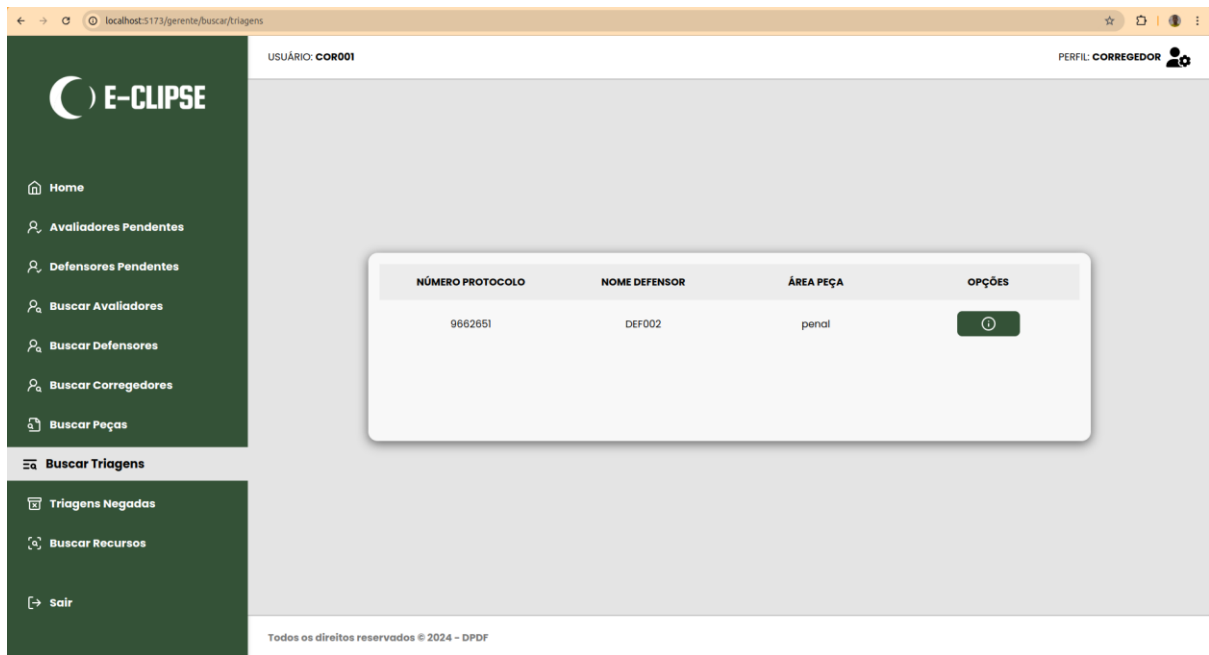 localhost:5173/gerente/buscar/triagens
E-CLIPSE
Home
Avaliadores Pendentes
Defensores Pendentes
Buscar Avaliadores
Buscar Defensores
Buscar Corregedores
Buscar Peças
Buscar Triagens
Triagens Negadas
Buscar Recursos
Sair
USUÁRIO: COR001
PERFIL: CORREGEDOR
NÚMERO PROTOCOLO NOME DEFENSOR ÁREA PEÇA OPÇÕES
9662651 DEF002 penal
Todos os direitos reservados © 2024 - DPDF